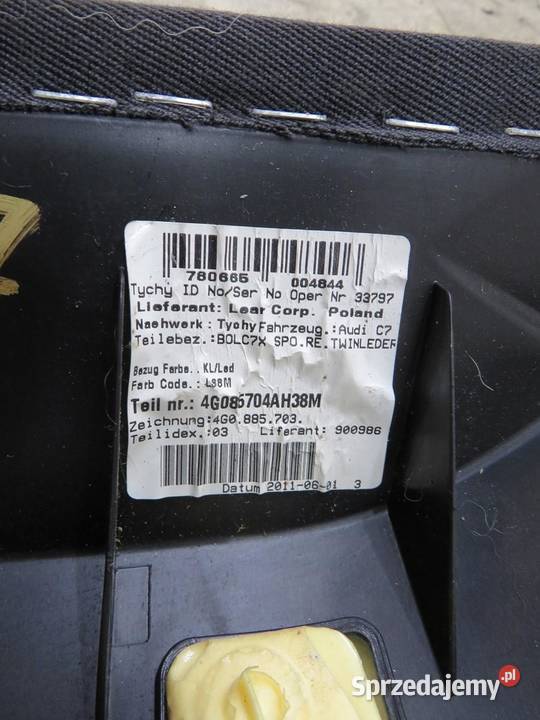 780665 004844
Tychy ID No/Ser No Oper Nr 33797
Lieferant: Lear Corp. Poland
Naehwerk : Tychy Fahrzeug.: Audi C7
Teilebez.: BOLC7X SPO.RE.TWINLEDER
Bezug Farbe..: KL/Led
Farb Code.: L38M
Teil nr.: 4G0885704AH38M
Zeichnung:4G0.885.703.
Teilidex.:03 Liferant: 900986
Datum 2011-06-01 3
Sprzedajemy.pl